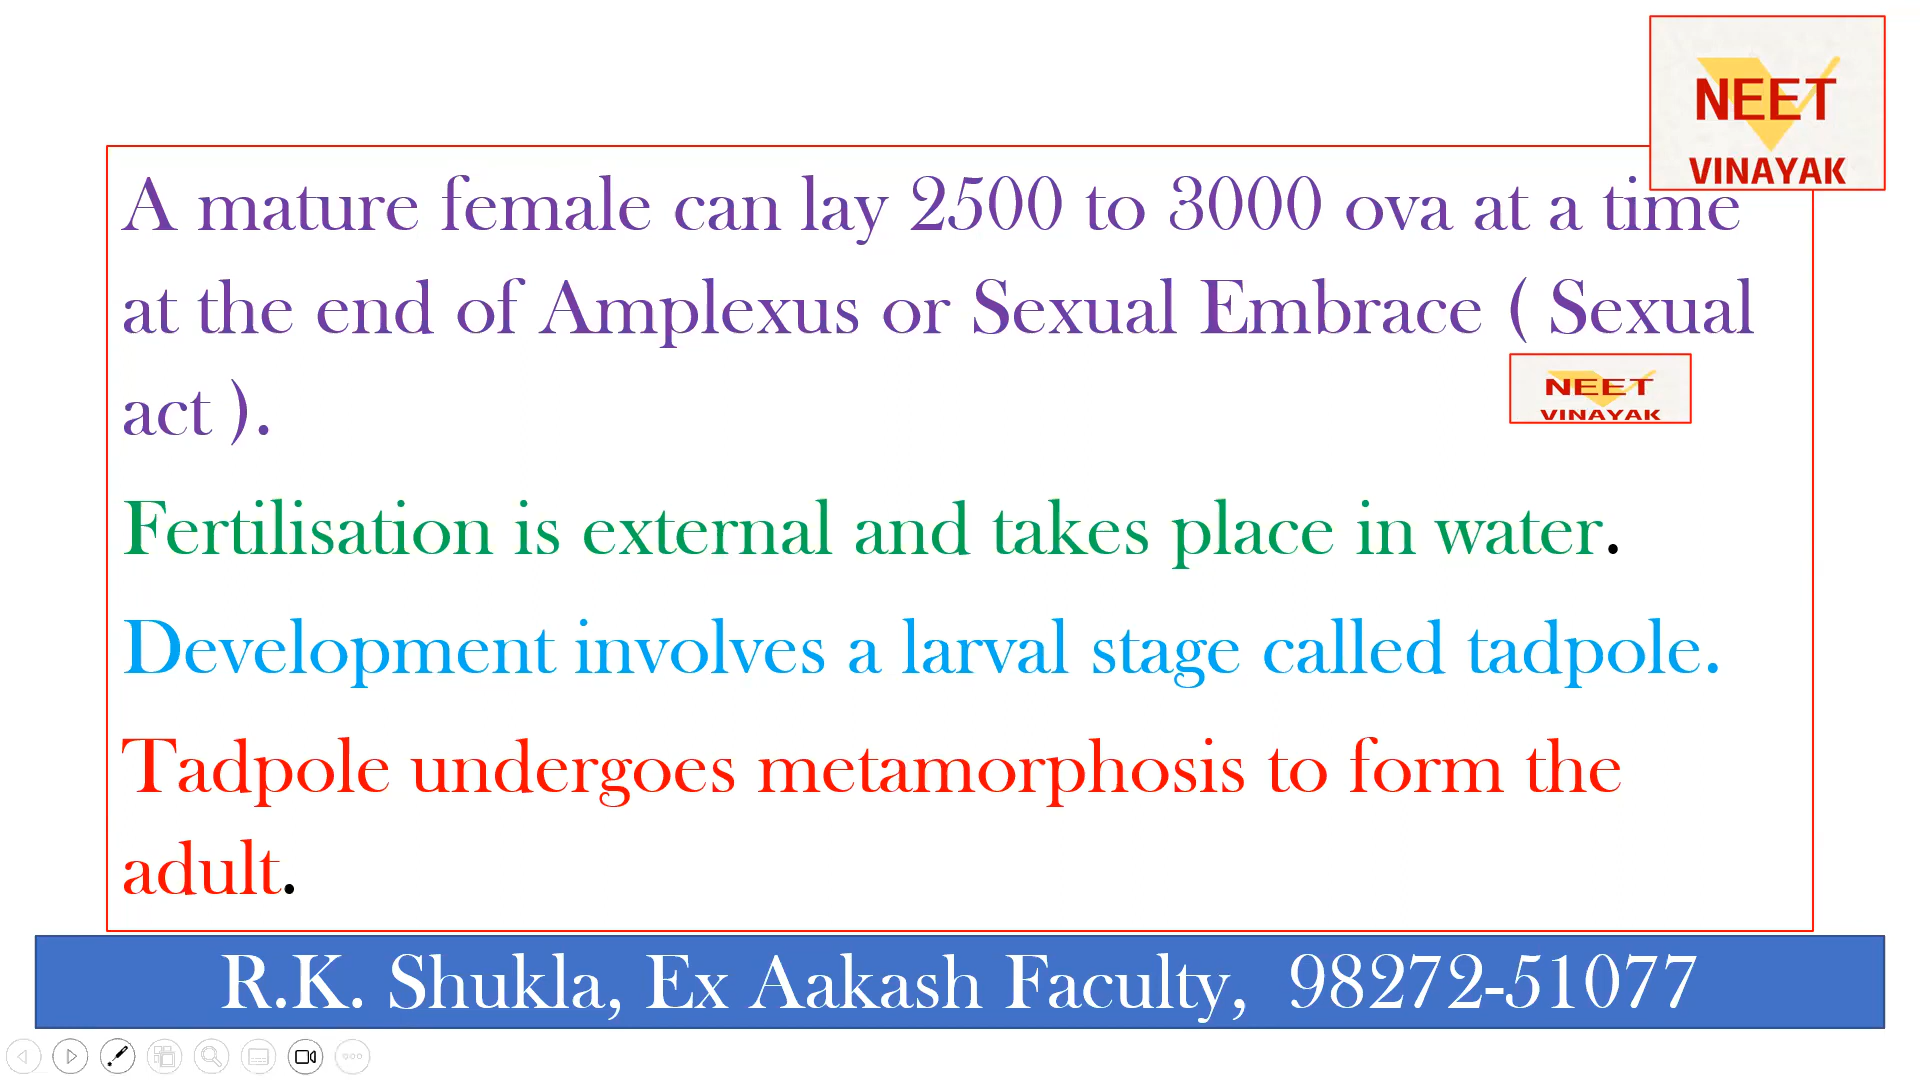 NEET
VINAYAK
A mature female can lay 2500 to 3000 ova at a time
at the end of Amplexus or Sexual Embrace ( Sexual
act ).
NEET
VINAYAK
Fertilisation is external and takes place in water.
Development involves a larval stage called tadpole.
Tadpole undergoes metamorphosis to form the
adult.
R.K. Shukla, Ex Aakash Faculty, 98272-51077